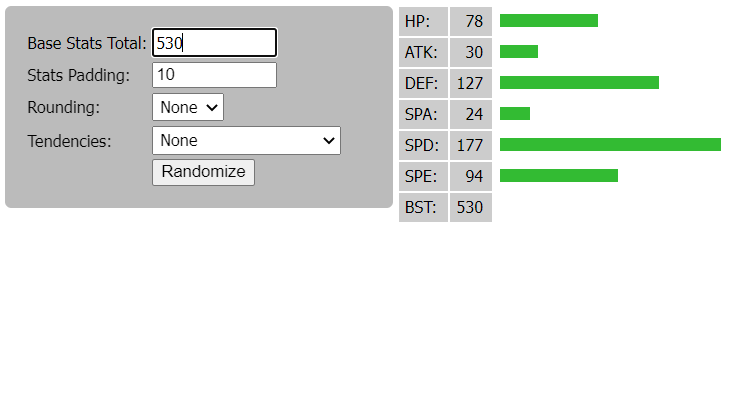 Base Stats Total: 530
Stats Padding: 10
Rounding: None
Tendencies: None
Randomize
HP: 78
ATK: 30
DEF: 127
SPA: 24
SPD: 177
SPE: 94
BST: 530